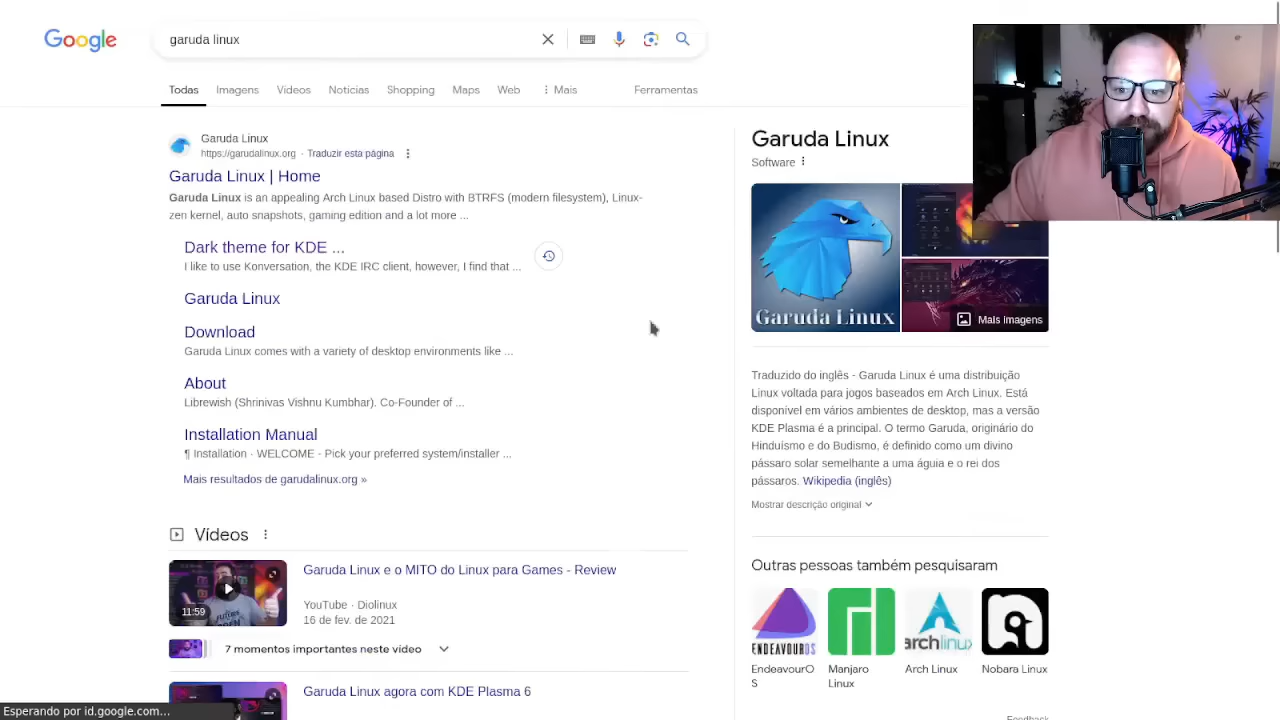 Google
garuda linux
Todas
Imagens
Vídeos
Notícias
Shopping
Maps
Web
Mais
Ferramentas
Garuda Linux
https://garudalinux.org · Traduzir esta página
Garuda Linux | Home
Garuda Linux is an appealing Arch Linux based Distro with BTRFS (modern filesystem), Linux-
zen kernel, auto snapshots, gaming edition and a lot more ...
Dark theme for KDE ...
I like to use Konversation, the KDE IRC client, however, I find that ...
Garuda Linux
Download
Garuda Linux comes with a variety of desktop environments like ...
About
Librewish (Shrinivas Vishnu Kumbhar). Co-Founder of ...
Installation Manual
¶ Installation · WELCOME - Pick your preferred system/installer ...
Mais resultados de garudalinux.org »
Vídeos
Garuda Linux e o MITO do Linux para Games - Review
11:59
YouTube · Diolinux
16 de fev. de 2021
7 momentos importantes neste vídeo
Garuda Linux agora com KDE Plasma 6
Esperando por id.google.com...
Garuda Linux
Software
Garuda Linux
Mais imagens
Traduzido do inglês - Garuda Linux é uma distribuição
Linux voltada para jogos baseados em Arch Linux. Está
disponível em vários ambientes de desktop, mas a versão
KDE Plasma é a principal. O termo Garuda, originário do
Hinduísmo e do Budismo, é definido como um divino
pássaro solar semelhante a uma águia e o rei dos
pássaros. Wikipedia (inglês)
Mostrar descrição original
Outras pessoas também pesquisaram
ENDEAVOUROS
archlinux
EndeavourO
S
Manjaro
Linux
Arch Linux
Nobara Linux
Feedback